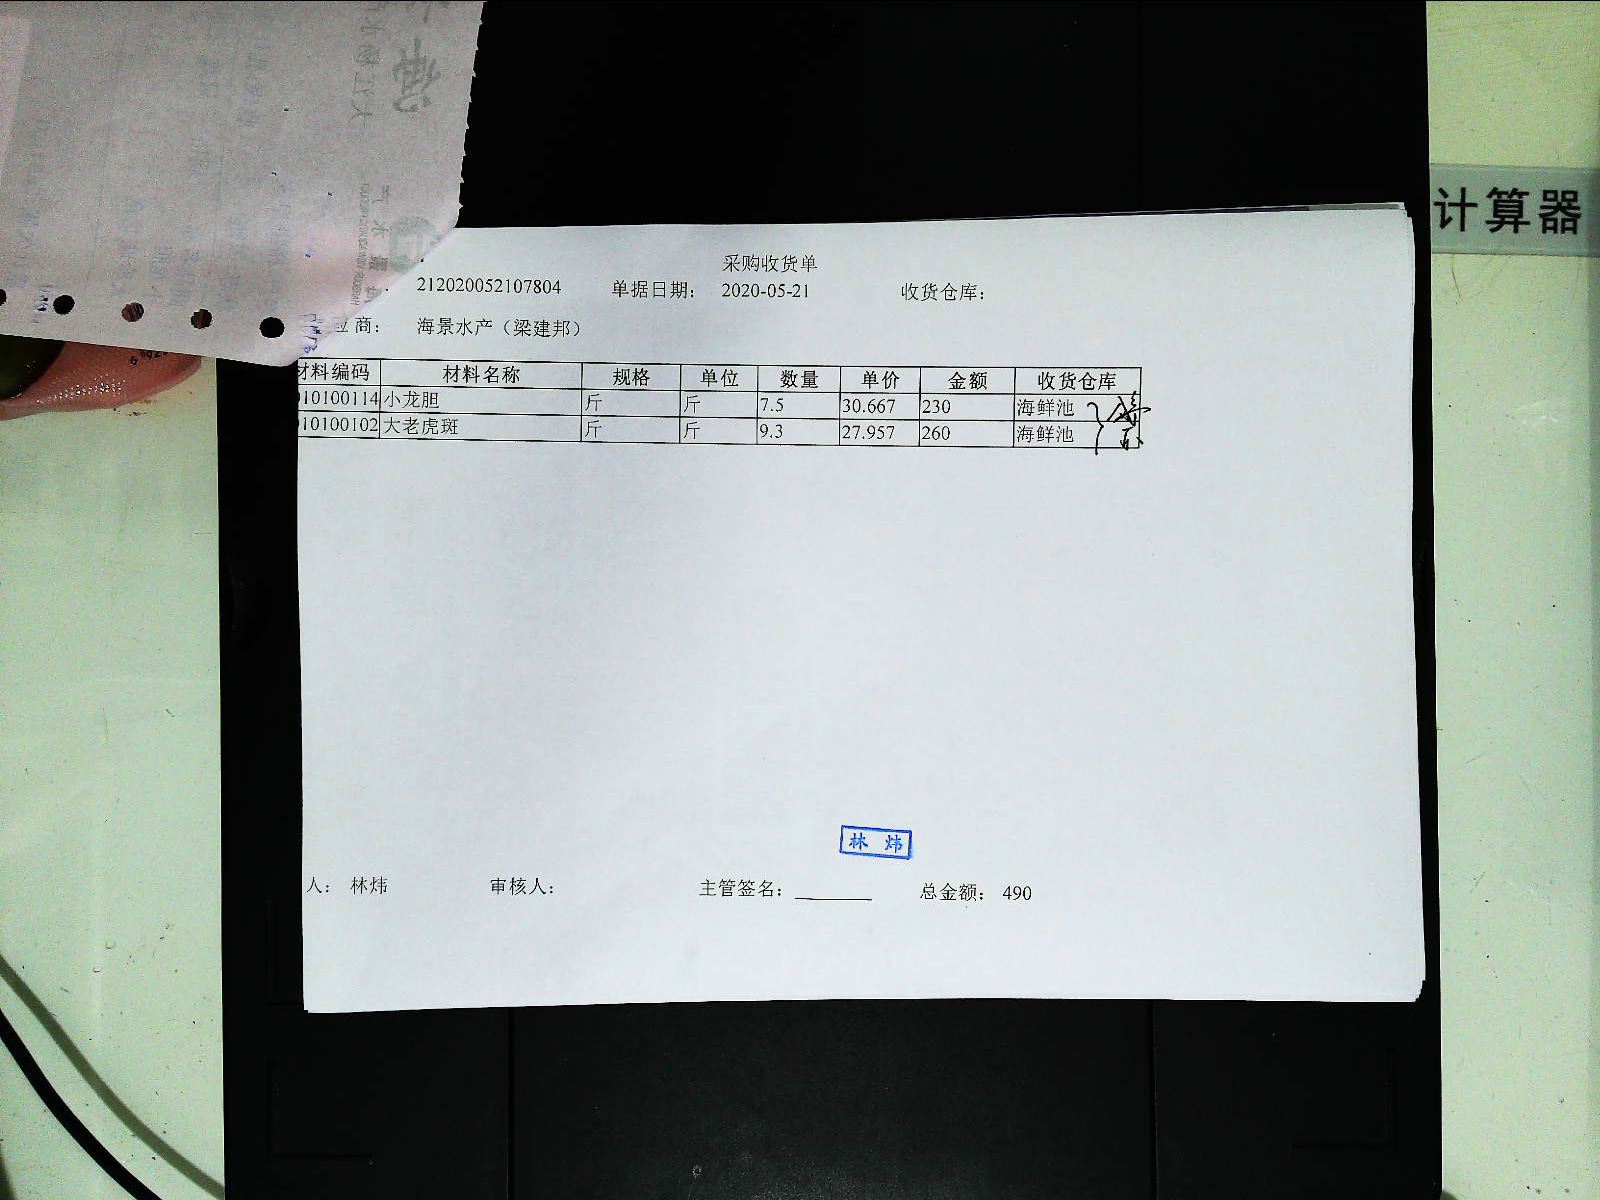 计算器
采购收货单
212020052107804 单据日期： 2020-05-21 收货仓库：
应商： 海景水产（梁建邦）
材料编码 材料名称 规格 单位 数量 单价 金额 收货仓库
010100114 小龙胆 斤 斤 7.5 30.667 230 海鲜池
010100102 大老虎斑 斤 斤 9.3 27.957 260 海鲜池
林炜
人： 林炜 审核人： 主管签名： 总金额： 490